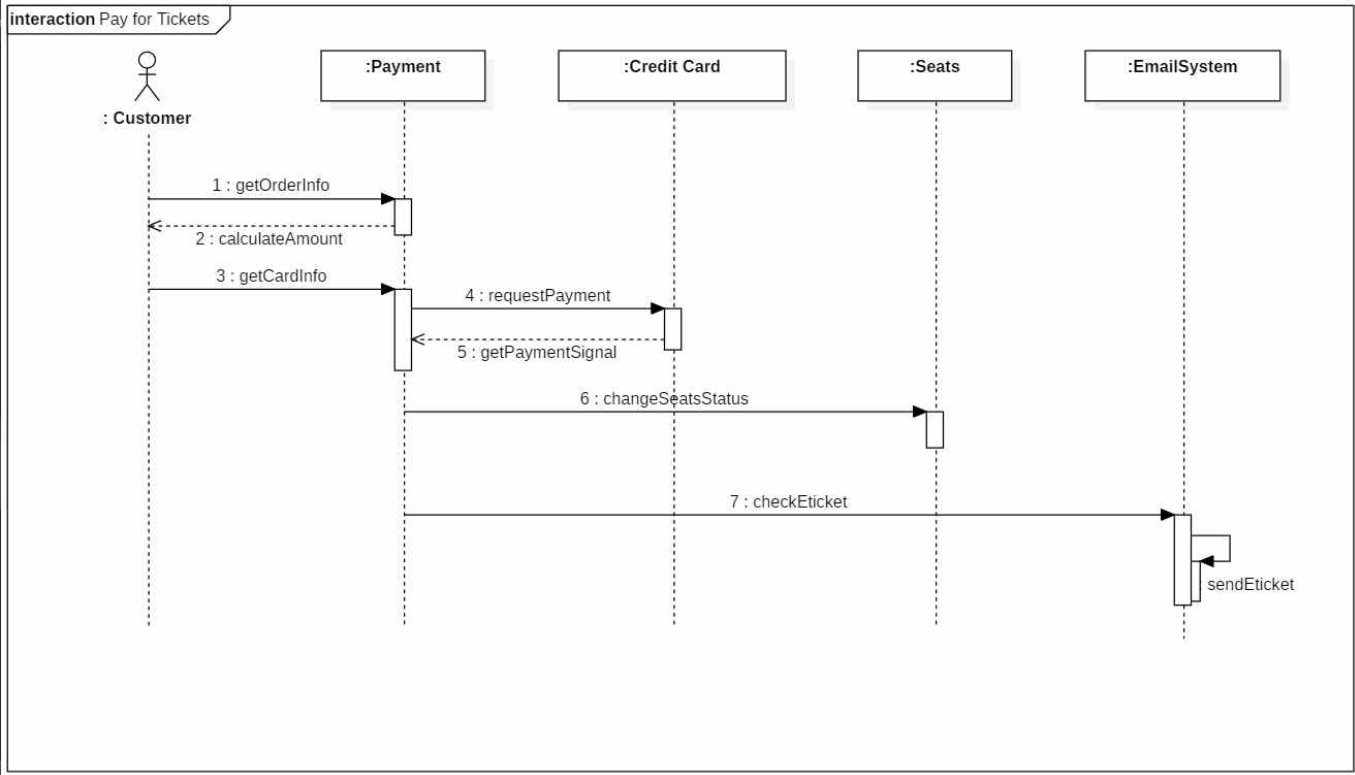 interaction Pay for Tickets
:Payment
:Credit Card
:Seats
:EmailSystem
: Customer
1 : getOrderInfo
2 : calculateAmount
3 : getCardInfo
4 : requestPayment
5 : getPaymentSignal
6 : changeSeatsStatus
7 : checkEticket
: sendEticket